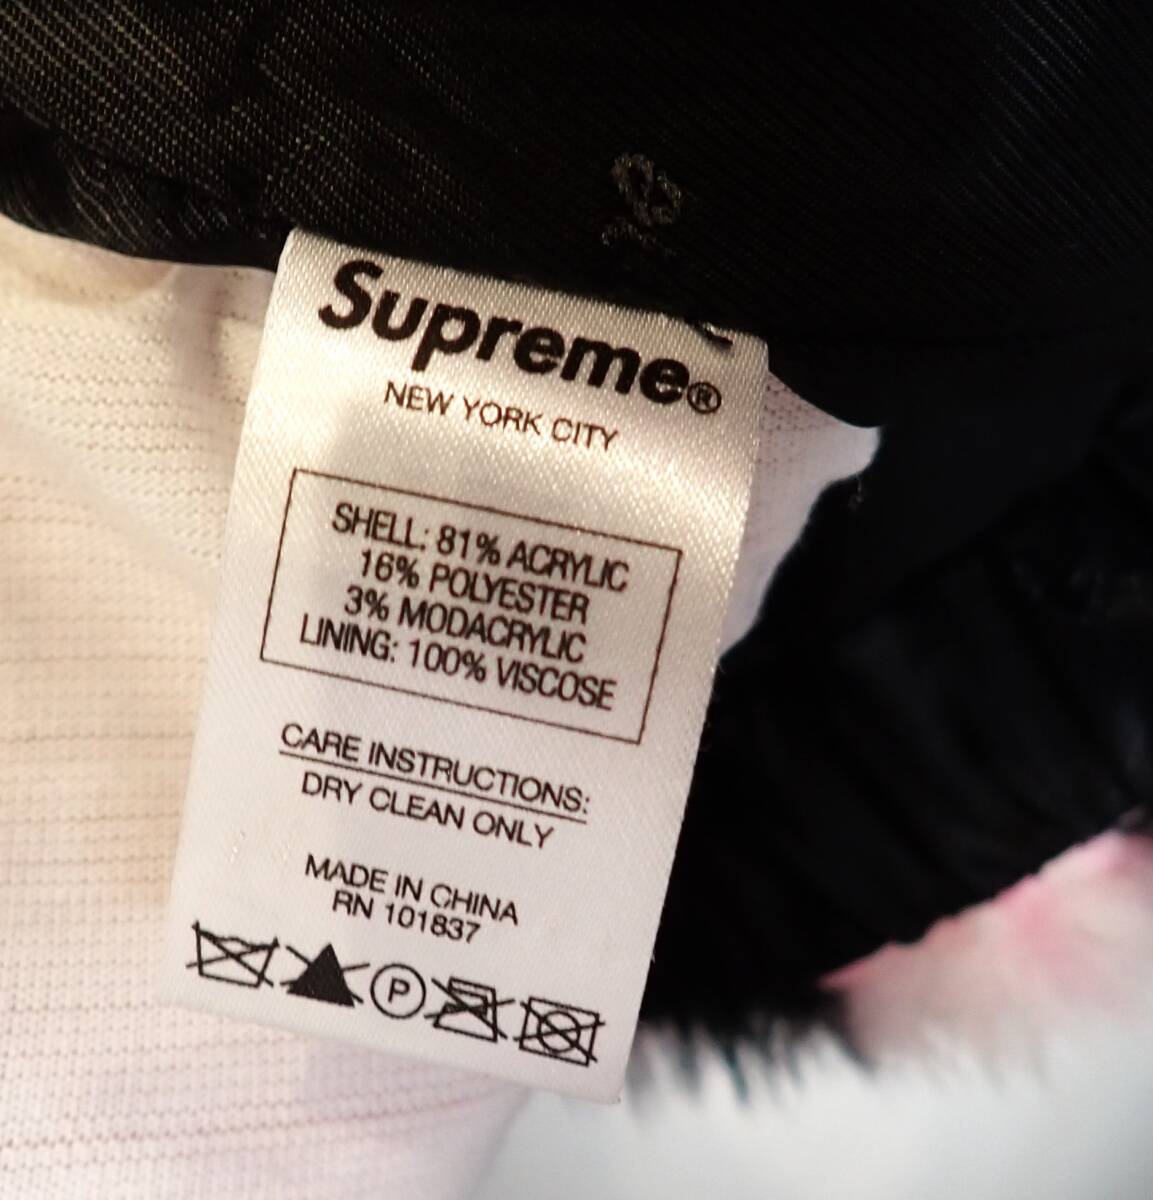 Supreme®
NEW YORK CITY
SHELL: 81% ACRYLIC
16% POLYESTER
3% MODACRYLIC
LINING: 100% VISCOSE
CARE INSTRUCTIONS:
DRY CLEAN ONLY
MADE IN CHINA
RN 101837
P